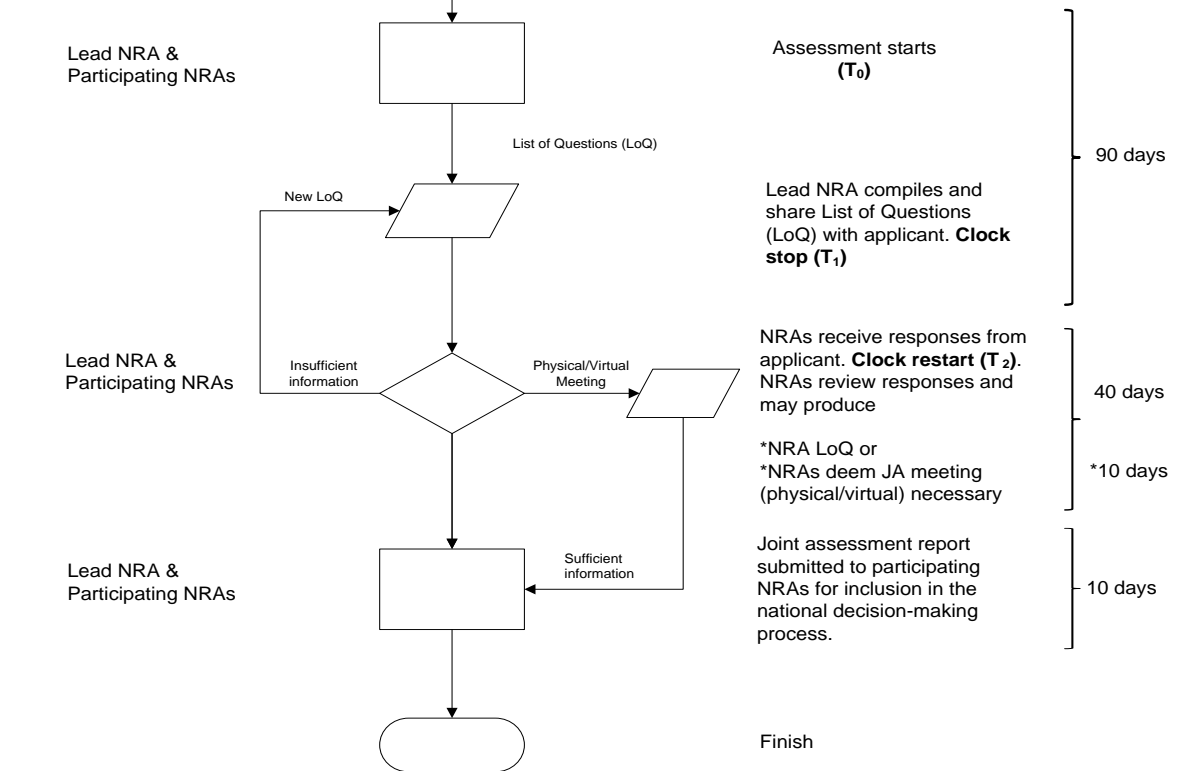 Lead NRA &
Participating NRAs
Assessment starts
(T₀)
90 days
List of Questions (LoQ)
New LoQ
Lead NRA compiles and
share List of Questions
(LoQ) with applicant. Clock
stop (T₁)
Lead NRA &
Participating NRAs
Insufficient
information
Physical/Virtual
Meeting
NRAs receive responses from
applicant. Clock restart (T ₂).
NRAs review responses and
may produce
40 days
*NRA LoQ or
*NRAs deem JA meeting
(physical/virtual) necessary
*10 days
Lead NRA &
Participating NRAs
Sufficient
information
Joint assessment report
submitted to participating
NRAs for inclusion in the
national decision-making
process.
10 days
Finish